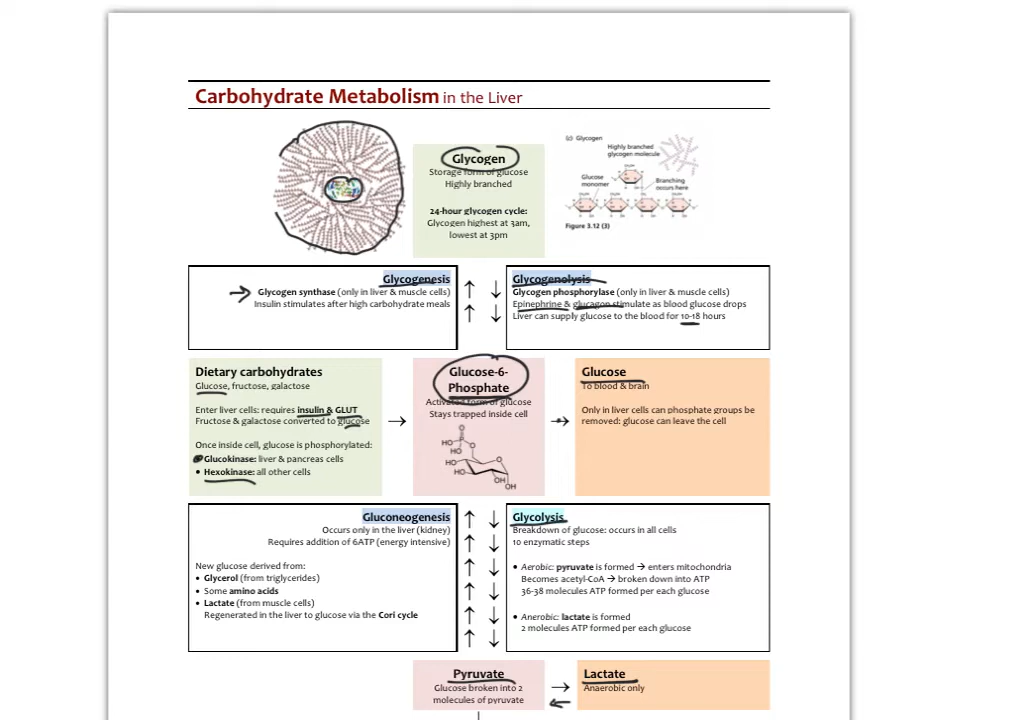 Carbohydrate Metabolism in the Liver
Glycogen
Storage form of glucose
Highly branched
24-hour glycogen cycle:
Glycogen highest at 3am,
lowest at 3pm
(c) Glycogen
Highly branched
glycogen molecule
Glucose
monomer
Branching
occurs here
Figure 3.12 (3)
Glycogenesis
Glycogen synthase (only in liver & muscle cells)
Insulin stimulates after high carbohydrate meals
Glycogenolysis
Glycogen phosphorylase (only in liver & muscle cells)
Epinephrine & glucagon stimulate as blood glucose drops
Liver can supply glucose to the blood for 10-18 hours
Dietary carbohydrates
Glucose, fructose, galactose
Enter liver cells: requires insulin & GLUT
Fructose & galactose converted to glucose
Once inside cell, glucose is phosphorylated:
Glucokinase: liver & pancreas cells
• Hexokinase: all other cells
Glucose-6-
Phosphate
Activated form of glucose
Stays trapped inside cell
HO
O
P
O
HO
HO
O
HO
OH
OH
Glucose
To blood & brain
Only in liver cells can phosphate groups be
removed: glucose can leave the cell
Gluconeogenesis
Occurs only in the liver (kidney)
Requires addition of 6ATP (energy intensive)
New glucose derived from:
• Glycerol (from triglycerides)
• Some amino acids
• Lactate (from muscle cells)
Regenerated in the liver to glucose via the Cori cycle
Glycolysis
Breakdown of glucose: occurs in all cells
10 enzymatic steps
• Aerobic: pyruvate is formed → enters mitochondria
Becomes acetyl-CoA → broken down into ATP
36-38 molecules ATP formed per each glucose
• Anerobic: lactate is formed
2 molecules ATP formed per each glucose
Pyruvate
Glucose broken into 2
molecules of pyruvate
Lactate
Anaerobic only